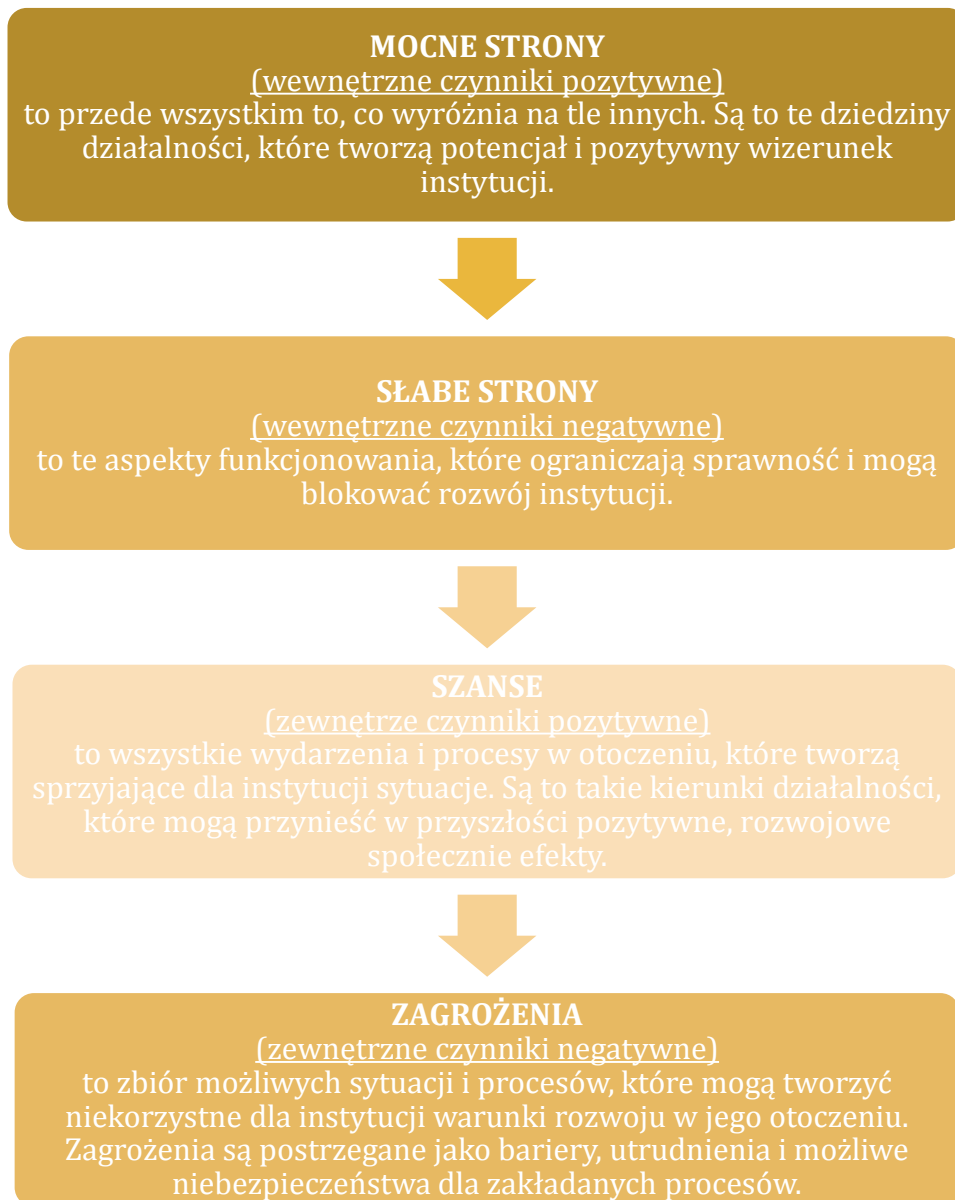 MOCNE STRONY
(wewnętrzne czynniki pozytywne)
to przede wszystkim to, co wyróżnia na tle innych. Są to te dziedziny
działalności, które tworzą potencjał i pozytywny wizerunek
instytucji.
SŁABE STRONY
(wewnętrzne czynniki negatywne)
to te aspekty funkcjonowania, które ograniczają sprawność i mogą
blokować rozwój instytucji.
SZANSE
(zewnętrze czynniki pozytywne)
to wszystkie wydarzenia i procesy w otoczeniu, które tworzą
sprzyjające dla instytucji sytuacje. Są to takie kierunki działalności,
które mogą przynieść w przyszłości pozytywne, rozwojowe
społecznie efekty.
ZAGROŻENIA
(zewnętrzne czynniki negatywne)
to zbiór możliwych sytuacji i procesów, które mogą tworzyć
niekorzystne dla instytucji warunki rozwoju w jego otoczeniu.
Zagrożenia są postrzegane jako bariery, utrudnienia i możliwe
niebezpieczeństwa dla zakładanych procesów.